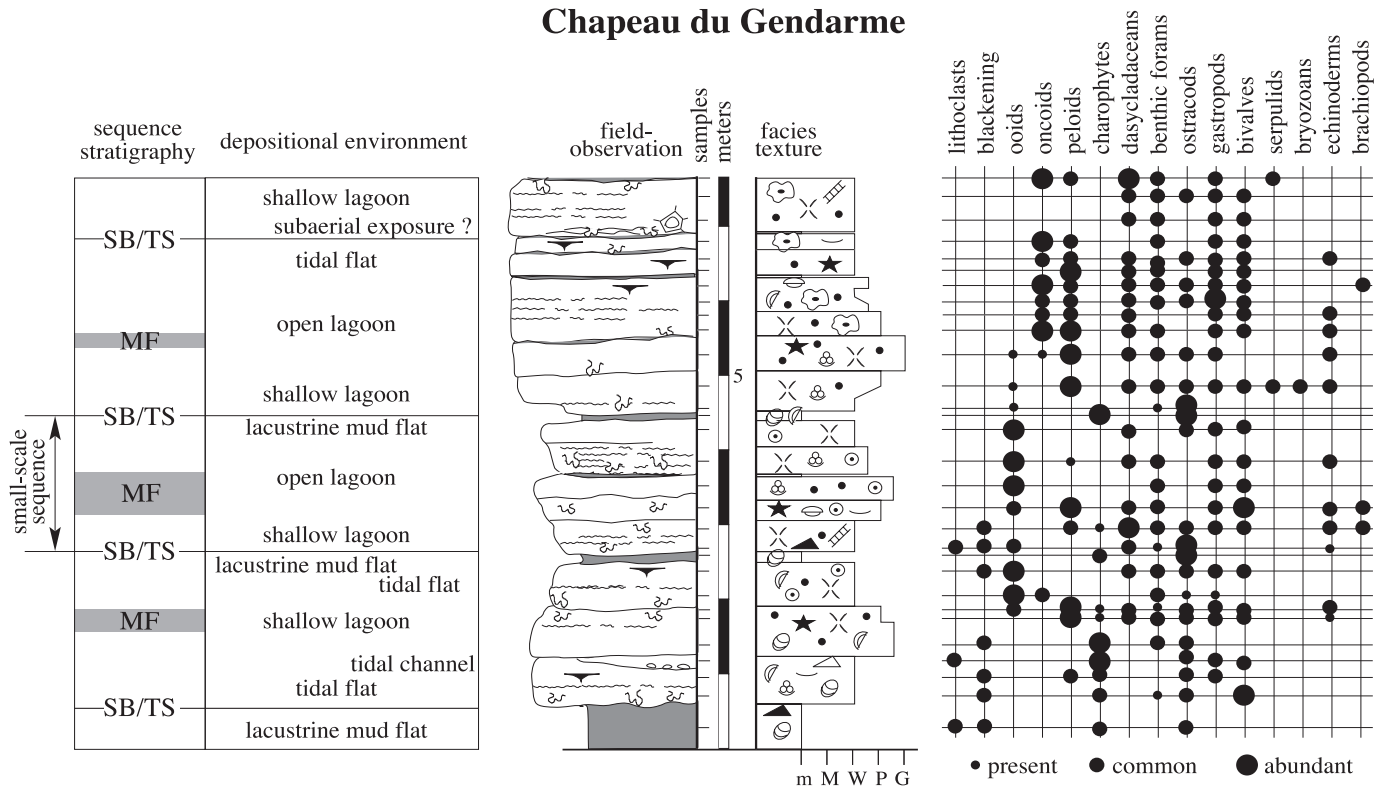 Chapeau du Gendarme
sequence
stratigraphy
depositional environment
field-
observation
samples
meters
facies
texture
lithoclasts
blackening
ooids
oncoids
peloids
charophytes
dasycladaceans
benthic forams
ostracods
gastropods
bivalves
serpulids
bryozoans
echinoderms
brachiopods
shallow lagoon
subaerial exposure ?
SB/TS
tidal flat
open lagoon
MF
5
shallow lagoon
SB/TS
lacustrine mud flat
small-scale
sequence
open lagoon
MF
shallow lagoon
SB/TS
lacustrine mud flat
tidal flat
MF
shallow lagoon
tidal channel
tidal flat
SB/TS
lacustrine mud flat
m M W P G
present
common
abundant